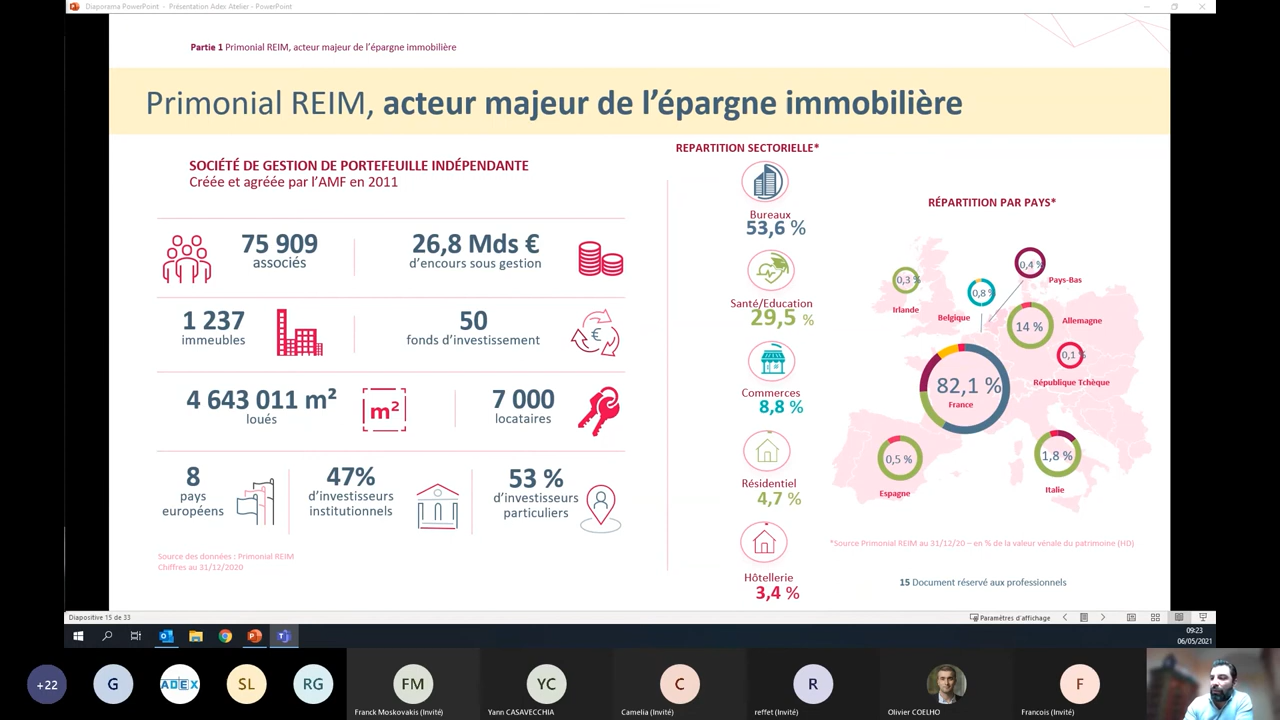 Diaporama PowerPoint - Présentation Adex Atelier - PowerPoint
Partie 1 Primonial REIM, acteur majeur de l'épargne immobilière
Primonial REIM, acteur majeur de l'épargne immobilière
SOCIÉTÉ DE GESTION DE PORTEFEUILLE INDÉPENDANTE
Créée et agréée par l'AMF en 2011
75 909
associés
26,8 Mds €
d'encours sous gestion
1 237
immeubles
50
fonds d'investissement
€
4 643 011 m²
loués
m²
7 000
locataires
8
pays
européens
47%
d'investisseurs
institutionnels
53 %
d'investisseurs
particuliers
Source des données : Primonial REIM
Chiffres au 31/12/2020
REPARTITION SECTORIELLE*
Bureaux
53,6 %
Santé/Education
29,5 %
Commerces
8,8 %
Résidentiel
4,7 %
Hôtellerie
3,4 %
RÉPARTITION PAR PAYS*
0,4 %
Pays-Bas
0,3 %
Irlande
0,8 %
Belgique
14 %
Allemagne
0,1 %
République Tchèque
82,1 %
France
0,5 %
Espagne
1,8 %
Italie
*Source Primonial REIM au 31/12/20 – en % de la valeur vénale du patrimoine (HD)
15 Document réservé aux professionnels
Diapositive 15 de 33
Paramètres d'affichage
09:23
06/05/2021
+22
G
ADEX
SL
RG
FM
Franck Moskovakis (Invité)
YC
Yann CASAVECCHIA
C
Camelia (Invité)
R
reffet (Invité)
Olivier COELHO
F
Francois (Invité)